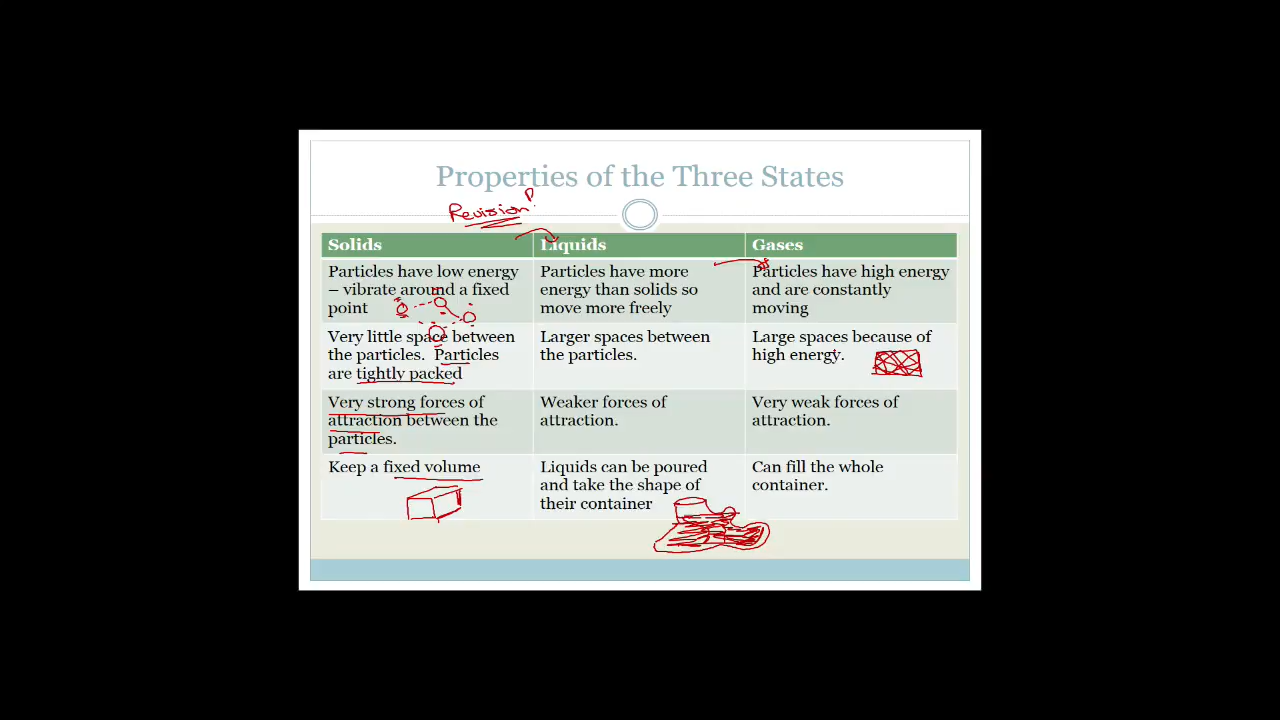 Properties of the Three States
Revision
Solids
Liquids
Gases
Particles have low energy
– vibrate around a fixed
point
Particles have more
energy than solids so
move more freely
Particles have high energy
and are constantly
moving
Very little space between
the particles. Particles
are tightly packed
Larger spaces between
the particles.
Large spaces because of
high energy.
Very strong forces of
attraction between the
particles.
Weaker forces of
attraction.
Very weak forces of
attraction.
Keep a fixed volume
Liquids can be poured
and take the shape of
their container
Can fill the whole
container.